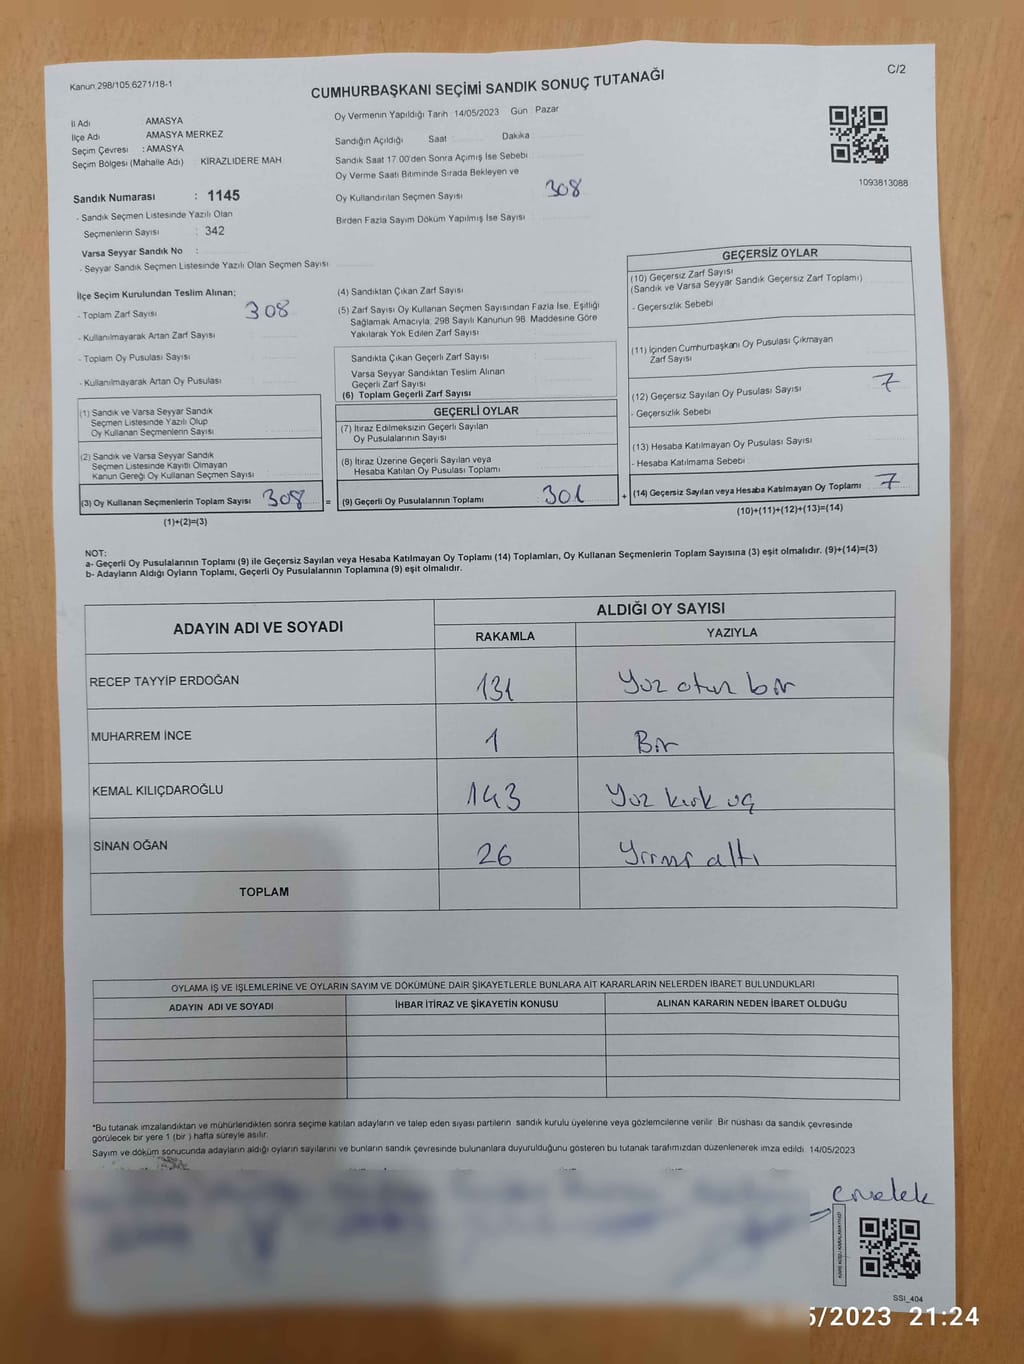 Kanun:298/105;6271/18-1
C/2
CUMHURBAŞKANI SEÇİMİ SANDIK SONUÇ TUTANAĞI
İl Adı AMASYA
İlçe Adı AMASYA MERKEZ
Seçim Çevresi : AMASYA
Seçim Bölgesi (Mahalle Adı) KİRAZLIDERE MAH
Sandık Numarası : 1145
- Sandık Seçmen Listesinde Yazılı Olan
Seçmenlerin Sayısı : 342
Varsa Seyyar Sandık No :
- Seyyar Sandık Seçmen Listesinde Yazılı Olan Seçmen Sayısı
Oy Vermenin Yapıldığı Tarih : 14/05/2023 Gün : Pazar
Sandığın Açıldığı Saat Dakika
Sandık Saat 17.00'den Sonra Açımış İse Sebebi
Oy Verme Saati Bitiminde Sırada Bekleyen ve
Oy Kullandırılan Seçmen Sayısı 308
Birden Fazla Sayım Döküm Yapılmış İse Sayısı
1093813088
İlçe Seçim Kurulundan Teslim Alınan;
- Toplam Zarf Sayısı 308
- Kullanılmayarak Artan Zarf Sayısı
- Toplam Oy Pusulası Sayısı
- Kullanılmayarak Artan Oy Pusulası
(1) Sandık ve Varsa Seyyar Sandık
Seçmen Listesinde Yazılı Olup
Oy Kullanan Seçmenlerin Sayısı
(2) Sandık ve Varsa Seyyar Sandık
Seçmen Listesinde Kayıtlı Olmayan
Kanun Gereği Oy Kullanan Seçmen Sayısı
(3) Oy Kullanan Seçmenlerin Toplam Sayısı 308 =
(1)+(2)=(3)
(4) Sandıktan Çıkan Zarf Sayısı
(5) Zarf Sayısı Oy Kullanan Seçmen Sayısından Fazla İse, Eşitliği
Sağlamak Amacıyla; 298 Sayılı Kanunun 98. Maddesine Göre
Yakılarak Yok Edilen Zarf Sayısı
Sandıkta Çıkan Geçerli Zarf Sayısı
Varsa Seyyar Sandıktan Teslim Alınan
Geçerli Zarf Sayısı
(6) Toplam Geçerli Zarf Sayısı
GEÇERLİ OYLAR
(7) İtiraz Edilmeksizin Geçerli Sayılan
Oy Pusulalarının Sayısı
(8) İtiraz Üzerine Geçerli Sayılan veya
Hesaba Katılan Oy Pusulası Toplamı
(9) Geçerli Oy Pusulalarının Toplamı 301 +
GEÇERSİZ OYLAR
(10) Geçersiz Zarf Sayısı
(Sandık ve Varsa Seyyar Sandık Geçersiz Zarf Toplamı)
- Geçersizlik Sebebi
(11) İçinden Cumhurbaşkanı Oy Pusulası Çıkmayan
Zarf Sayısı
(12) Geçersiz Sayılan Oy Pusulası Sayısı 7
- Geçersizlik Sebebi
(13) Hesaba Katılmayan Oy Pusulası Sayısı
- Hesaba Katılmama Sebebi
(14) Geçersiz Sayılan veya Hesaba Katılmayan Oy Toplamı 7
(10)+(11)+(12)+(13)=(14)
NOT:
a- Geçerli Oy Pusulalarının Toplamı (9) ile Geçersiz Sayılan veya Hesaba Katılmayan Oy Toplamı (14) Toplamları, Oy Kullanan Seçmenlerin Toplam Sayısına (3) eşit olmalıdır. (9)+(14)=(3)
b- Adayların Aldığı Oyların Toplamı, Geçerli Oy Pusulalarının Toplamına (9) eşit olmalıdır.
ADAYIN ADI VE SOYADI
ALDIĞI OY SAYISI
RAKAMLA YAZIYLA
RECEP TAYYİP ERDOĞAN 131 Yüz otuz bir
MUHARREM İNCE 1 Bir
KEMAL KILIÇDAROĞLU 143 Yüz kırk üç
SİNAN OĞAN 26 Yirmi altı
TOPLAM
OYLAMA İŞ VE İŞLEMLERİNE VE OYLARIN SAYIM VE DÖKÜMÜNE DAİR ŞİKAYETLERLE BUNLARA AİT KARARLARIN NELERDEN İBARET BULUNDUKLARI
ADAYIN ADI VE SOYADI İHBAR İTİRAZ VE ŞİKAYETİN KONUSU ALINAN KARARIN NEDEN İBARET OLDUĞU
*Bu tutanak imzalandıktan ve mühürlendikten sonra seçime katılan adayların ve talep eden siyasi partilerin sandık kurulu üyelerine veya gözlemcilerine verilir. Bir nüshası da sandık çevresinde
görülecek bir yere 1 (bir ) hafta süreyle asılır.
Sayım ve döküm sonucunda adayların aldığı oyların sayılarını ve bunların sandık çevresinde bulunanlara duyurulduğunu gösteren bu tutanak tarafımızdan düzenlenerek imza edildi. 14/05/2023
SSI_404
5/2023 21:24